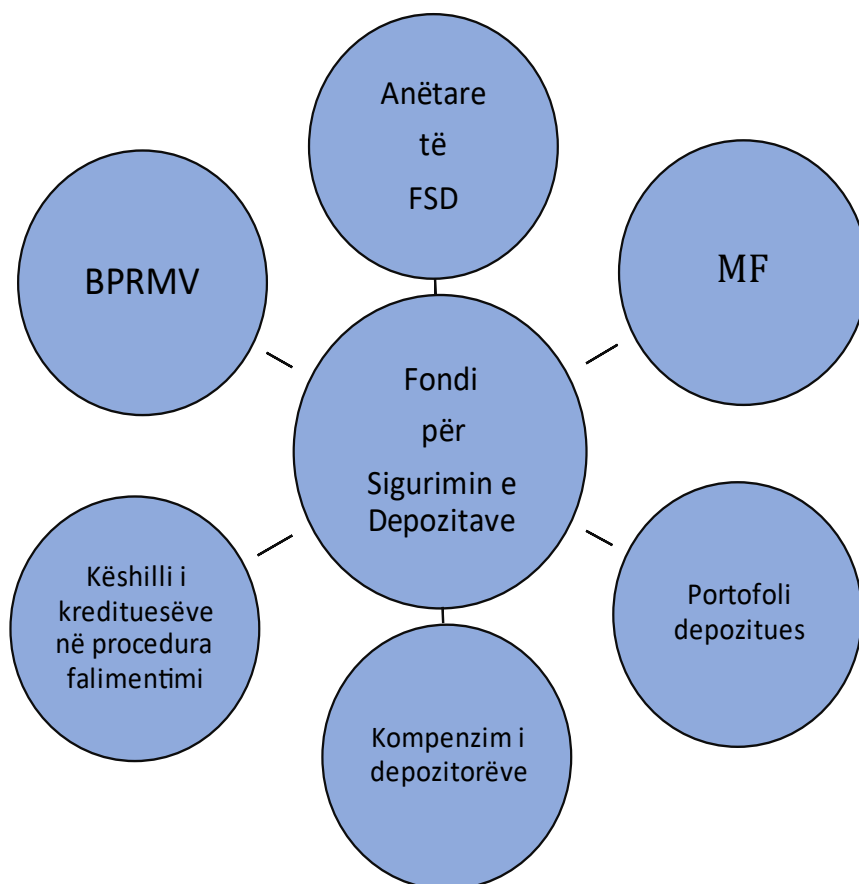 Anëtare
të
FSD
BPRMV
MF
Fondi
për
Sigurimin e
Depozitave
Këshilli i
kredituesëve
në procedura
falimentimi
Portofoli
depozitues
Kompenzim i
depozitorëve